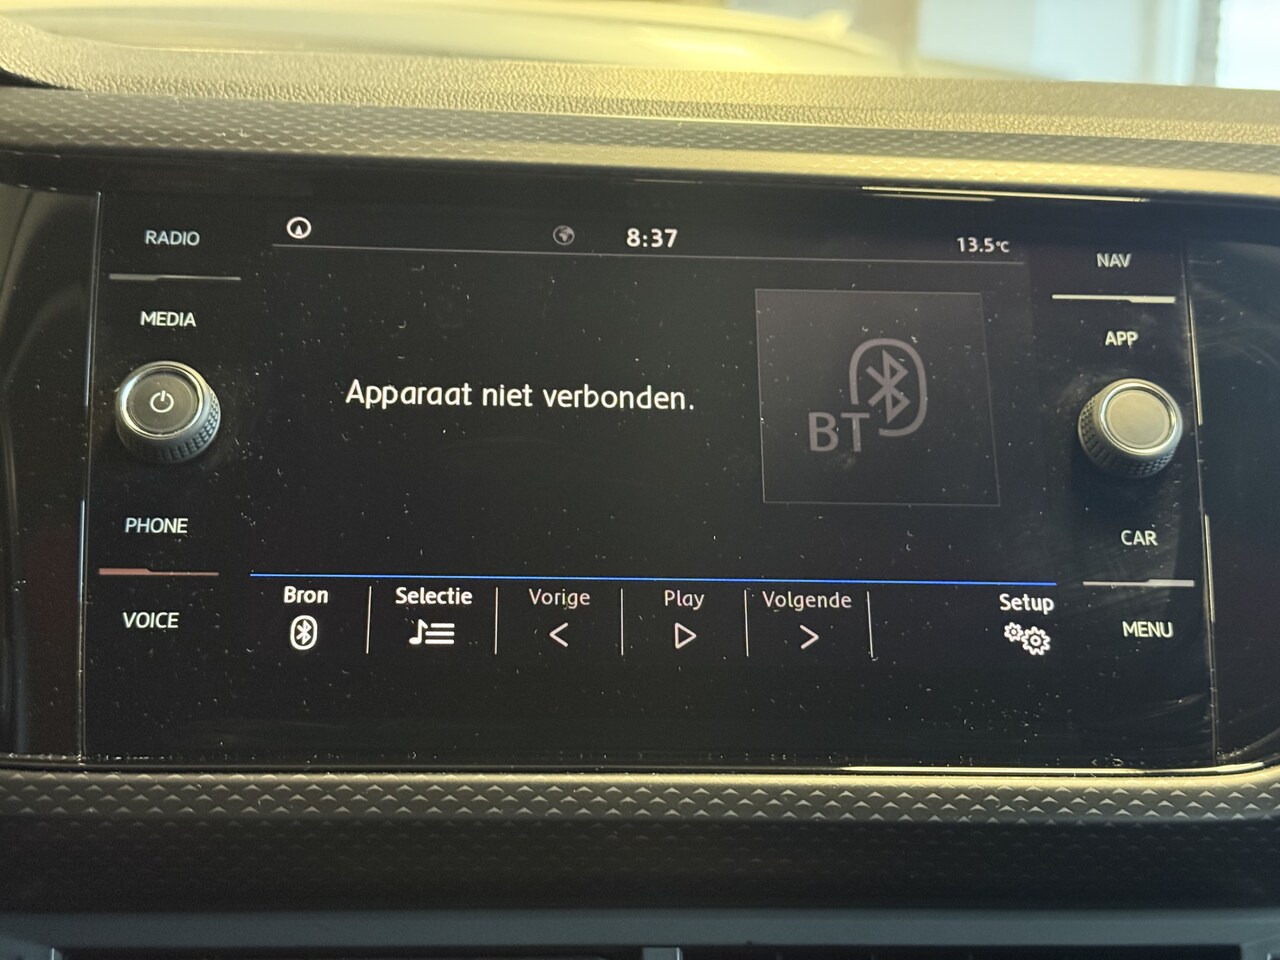 RADIO
MEDIA
PHONE
VOICE
8:37
13.5°C
Apparaat niet verbonden.
BT
Bron
Selectie
Vorige
Play
Volgende
Setup
NAV
APP
CAR
MENU